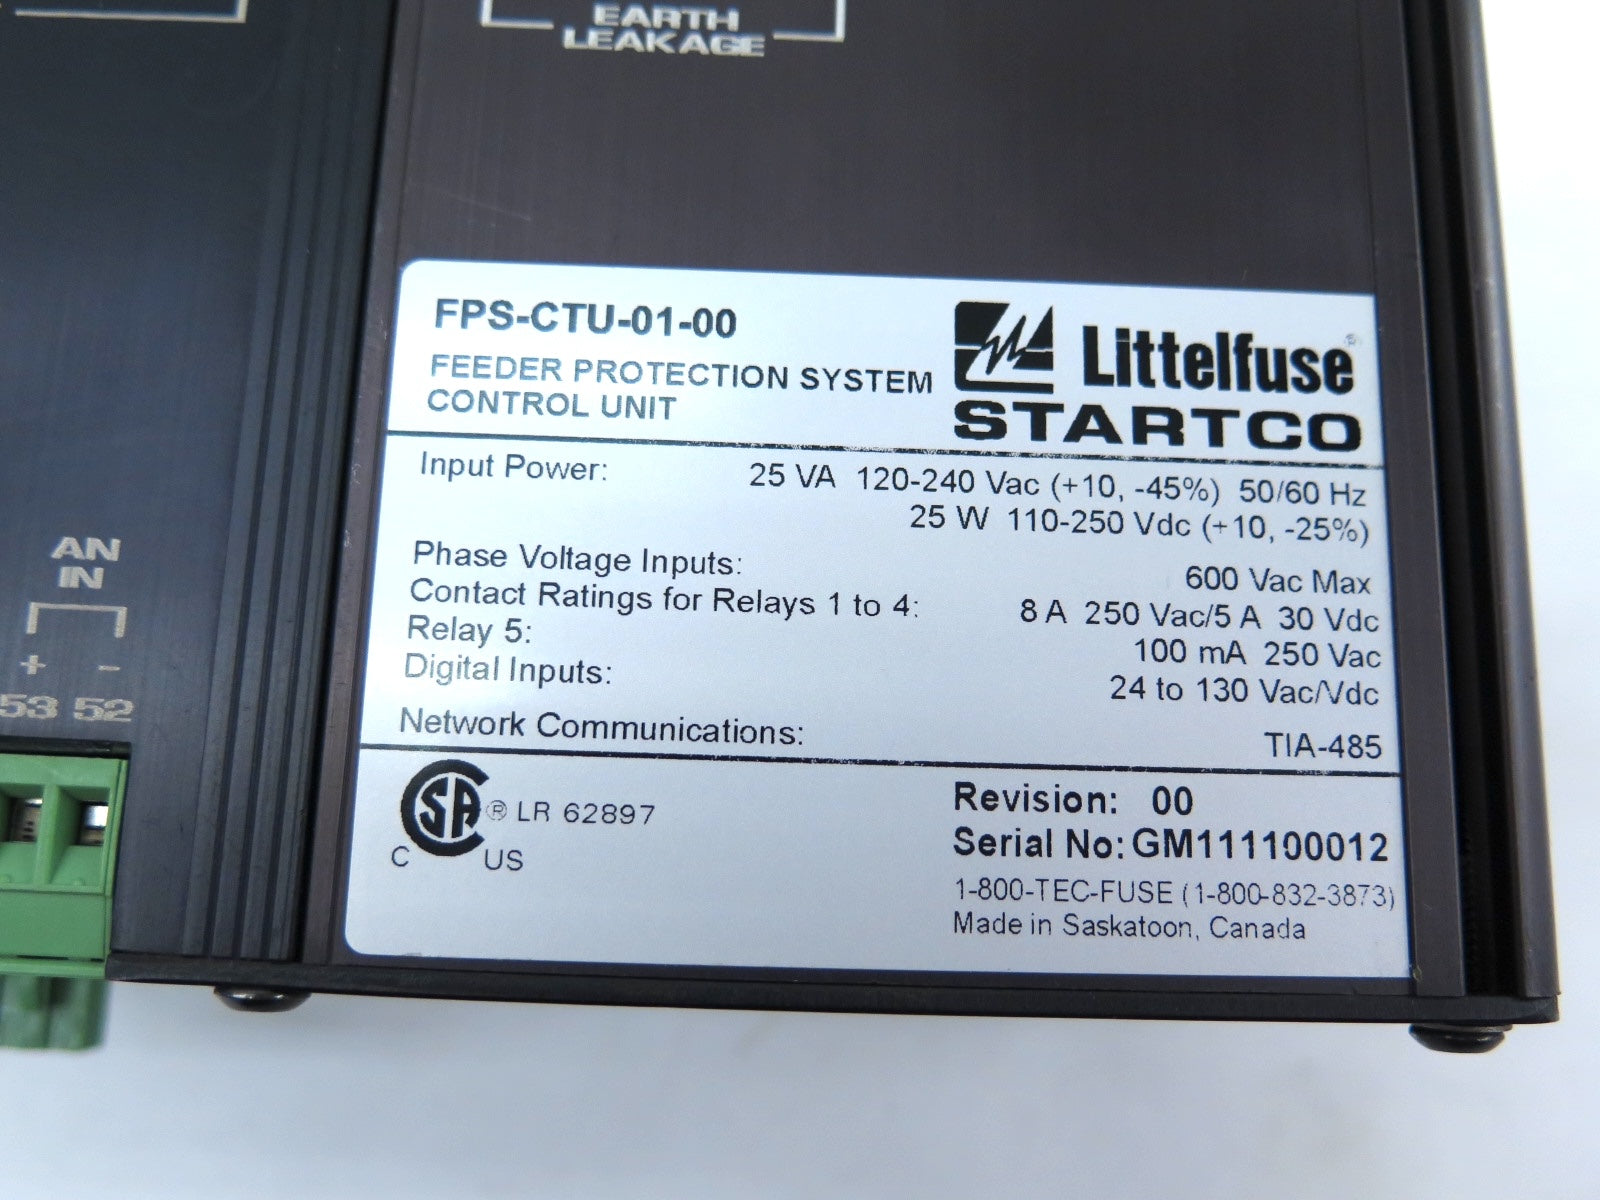 EARTH
LEAKAGE
AN
IN
+ -
53 52
FPS-CTU-01-00
FEEDER PROTECTION SYSTEM
CONTROL UNIT
Littelfuse®
STARTCO
Input Power: 25 VA 120-240 Vac (+10, -45%) 50/60 Hz
25 W 110-250 Vdc (+10, -25%)
Phase Voltage Inputs: 600 Vac Max
Contact Ratings for Relays 1 to 4: 8 A 250 Vac/5 A 30 Vdc
Relay 5: 100 mA 250 Vac
Digital Inputs: 24 to 130 Vac/Vdc
Network Communications: TIA-485
SA ® LR 62897
C US
Revision: 00
Serial No: GM111100012
1-800-TEC-FUSE (1-800-832-3873)
Made in Saskatoon, Canada